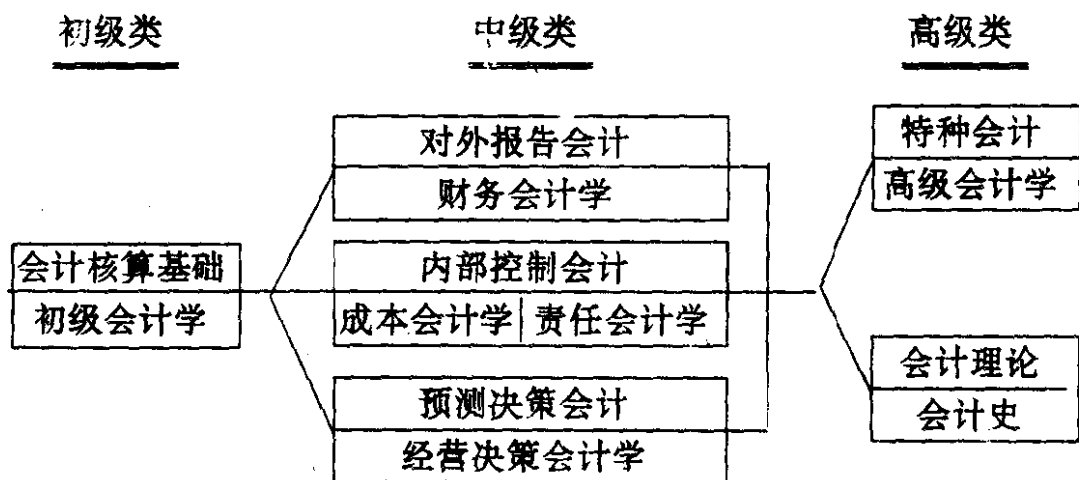 初级类
中级类
高级类
会计核算基础
初级会计学
对外报告会计
财务会计学
内部控制会计
成本会计学 责任会计学
预测决策会计
经营决策会计学
特种会计
高级会计学
会计理论
会计史